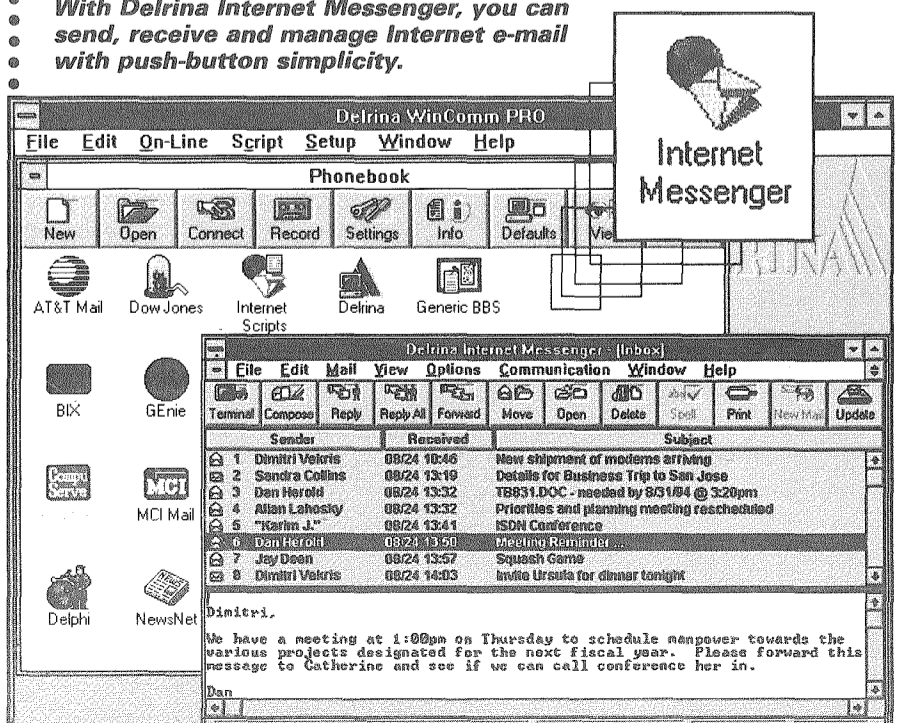 With Delrina Internet Messenger, you can
send, receive and manage Internet e-mail
with push-button simplicity.
Delrina WinComm PRO
File Edit On-Line Script Setup Window Help
Internet
Messenger
Phonebook
New Open Connect Record Settings Info Defaults
AT&T Mail Dow Jones Internet Scripts Delrina Generic BBS
BIX GEnie
Compu
Serve
MCI
MCI Mail
Delphi NewsNet
NEWS
Delrina Internet Messenger - [Inbox]
File Edit Mail View Options Communication Window Help
Terminal Compose Reply Reply All Forward Move Open Delete Spell Print New Mail Update
Sender Received Subject
1 Dimitri Vekris 08/24 10:46 New shipment of modems arriving
2 Sandra Collins 08/24 13:19 Details for Business Trip to San Jose
3 Dan Herold 08/24 13:32 TB831.DOC - needed by 8/31/94 @ 3:20pm
4 Allan Lahosky 08/24 13:32 Priorities and planning meeting rescheduled
5 "Karim J." 08/24 13:41 ISDN Conference
6 Dan Herold 08/24 13:50 Meeting Reminder ...
7 Jay Deen 08/24 13:57 Squash Game
8 Dimitri Vekris 08/24 14:03 Invite Ursula for dinner tonight
Dimitri,
We have a meeting at 1:00pm on Thursday to schedule manpower towards the
various projects designated for the next fiscal year. Please forward this
message to Catherine and see if we can call conference her in.
Dan